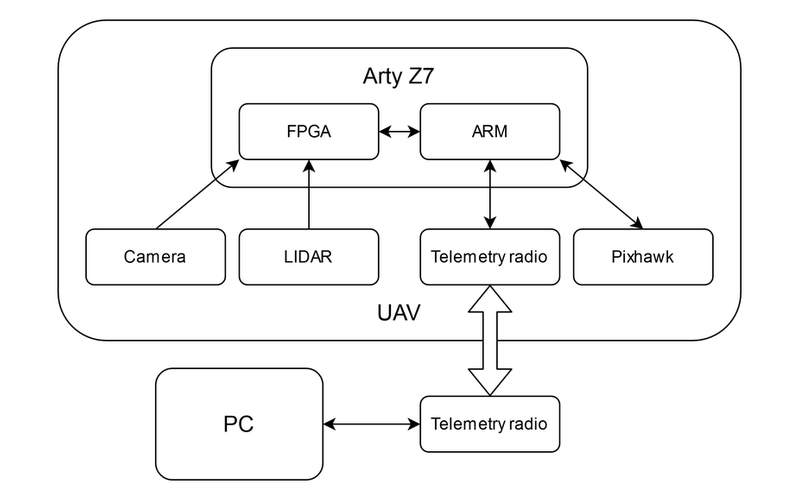 Arty Z7
FPGA
ARM
Camera
LIDAR
Telemetry radio
Pixhawk
UAV
PC
Telemetry radio